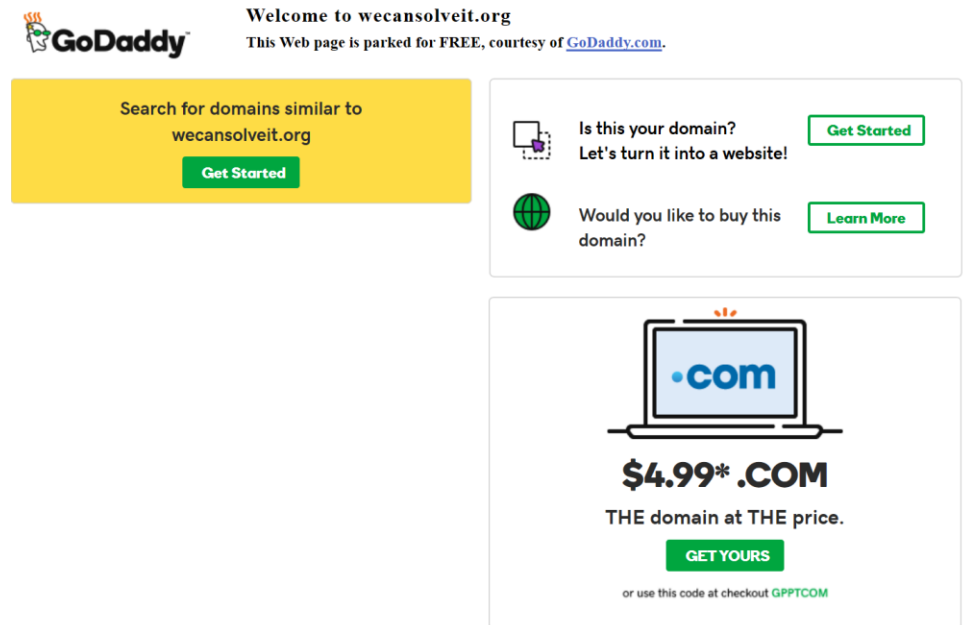 GoDaddy
Welcome to wecansolveit.org
This Web page is parked for FREE, courtesy of GoDaddy.com.
Search for domains similar to
wecansolveit.org
Get Started
Is this your domain?
Let's turn it into a website!
Get Started
Would you like to buy this
domain?
Learn More
.com
$4.99* .COM
THE domain at THE price.
GET YOURS
or use this code at checkout GPPTCOM